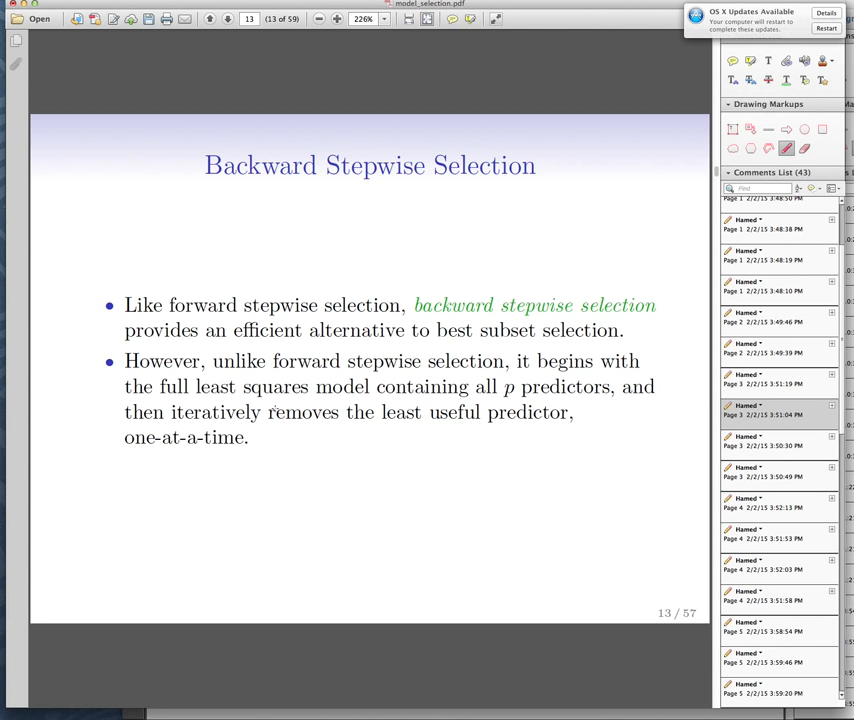 model_selection.pdf
Open
13
(13 of 59)
226%
OS X Updates Available
Your computer will restart to
complete these updates.
Details
Restart
Backward Stepwise Selection
• Like forward stepwise selection, backward stepwise selection
provides an efficient alternative to best subset selection.
• However, unlike forward stepwise selection, it begins with
the full least squares model containing all p predictors, and
then iteratively removes the least useful predictor,
one-at-a-time.
13 / 57
Drawing Markups
Comments List (43)
Find
Page 1 2/2/15 3:48:50 PM
Hamed
Page 1 2/2/15 3:48:38 PM
Hamed
Page 1 2/2/15 3:48:19 PM
Hamed
Page 1 2/2/15 3:48:10 PM
Hamed
Page 2 2/2/15 3:49:46 PM
Hamed
Page 2 2/2/15 3:49:39 PM
Hamed
Page 3 2/2/15 3:51:19 PM
Hamed
Page 3 2/2/15 3:51:04 PM
Hamed
Page 3 2/2/15 3:50:30 PM
Hamed
Page 3 2/2/15 3:50:49 PM
Hamed
Page 4 2/2/15 3:52:13 PM
Hamed
Page 4 2/2/15 3:51:53 PM
Hamed
Page 4 2/2/15 3:52:03 PM
Hamed
Page 4 2/2/15 3:51:58 PM
Hamed
Page 5 2/2/15 3:58:54 PM
Hamed
Page 5 2/2/15 3:59:46 PM
Hamed
Page 5 2/2/15 3:59:20 PM